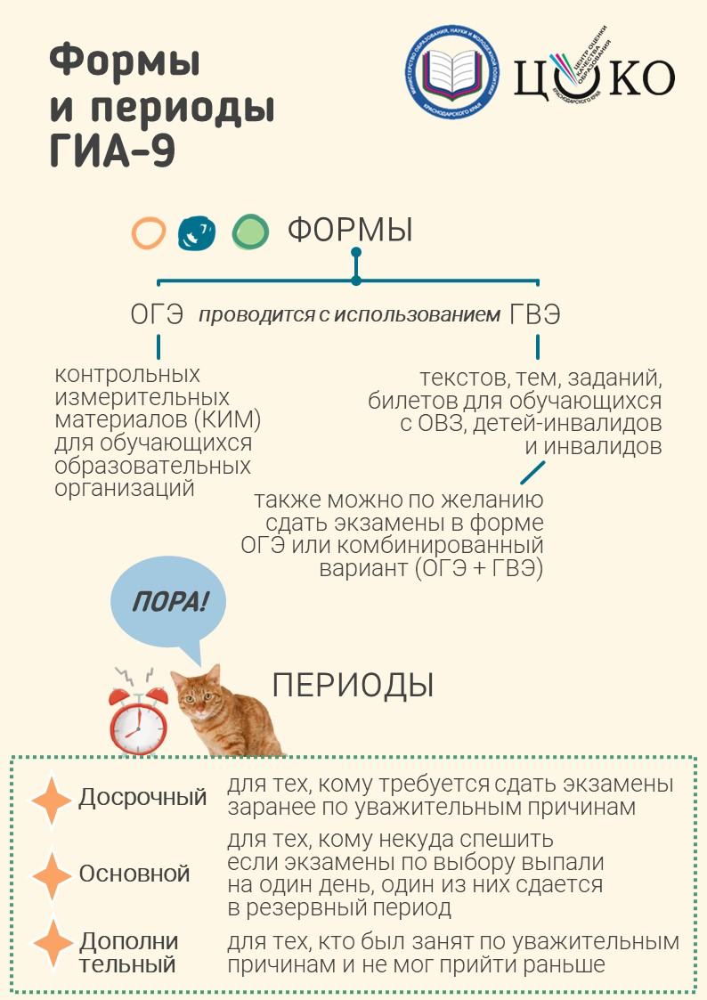 Формы
и периоды
ГИА-9
МИНИСТЕРСТВО ОБРАЗОВАНИЯ, НАУКИ И МОЛОДЕЖНОЙ ПОЛИТИКИ
КРАСНОДАРСКОГО КРАЯ
ЦОКО
ЦЕНТР ОЦЕНКИ
КАЧЕСТВА
ОБРАЗОВАНИЯ
КРАСНОДАРСКОГО КРАЯ
ФОРМЫ
ОГЭ проводится с использованием ГВЭ
контрольных
измерительных
материалов (КИМ)
для обучающихся
образовательных
организаций
текстов, тем, заданий,
билетов для обучающихся
с ОВЗ, детей-инвалидов
и инвалидов
также можно по желанию
сдать экзамены в форме
ОГЭ или комбинированный
вариант (ОГЭ + ГВЭ)
ПОРА!
ПЕРИОДЫ
Досрочный
для тех, кому требуется сдать экзамены
заранее по уважительным причинам
Основной
для тех, кому некуда спешить
если экзамены по выбору выпали
на один день, один из них сдается
в резервный период
Дополни
тельный
для тех, кто был занят по уважительным
причинам и не мог прийти раньше